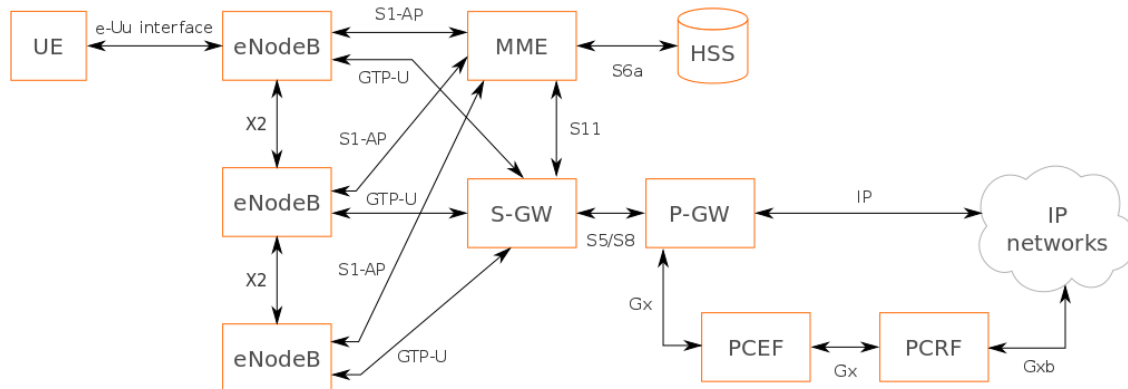 UE
e-Uu interface
eNodeB
S1-AP
MME
S6a
HSS
GTP-U
X2
S1-AP
S11
eNodeB
GTP-U
S-GW
S5/S8
P-GW
IP
IP
networks
X2
S1-AP
Gx
eNodeB
GTP-U
PCEF
Gx
PCRF
Gxb